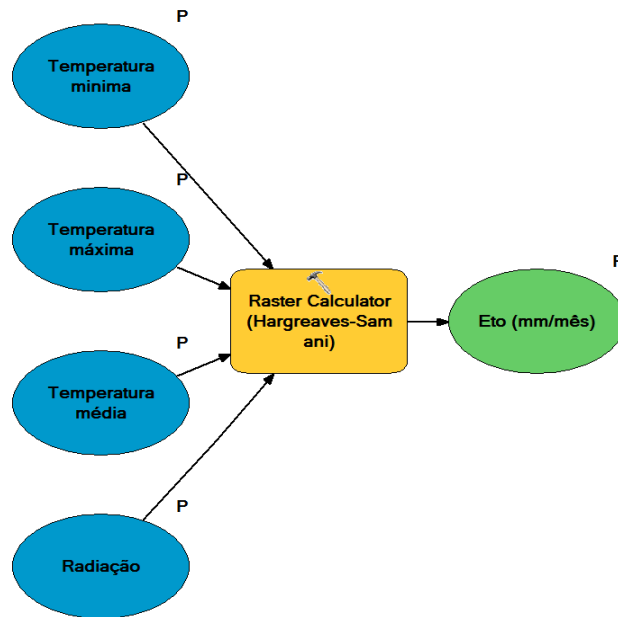 P
Temperatura
minima
P
Temperatura
máxima
Raster Calculator
(Hargreaves-Sam
ani)
P
Eto (mm/mês)
P
Temperatura
média
P
Radiação